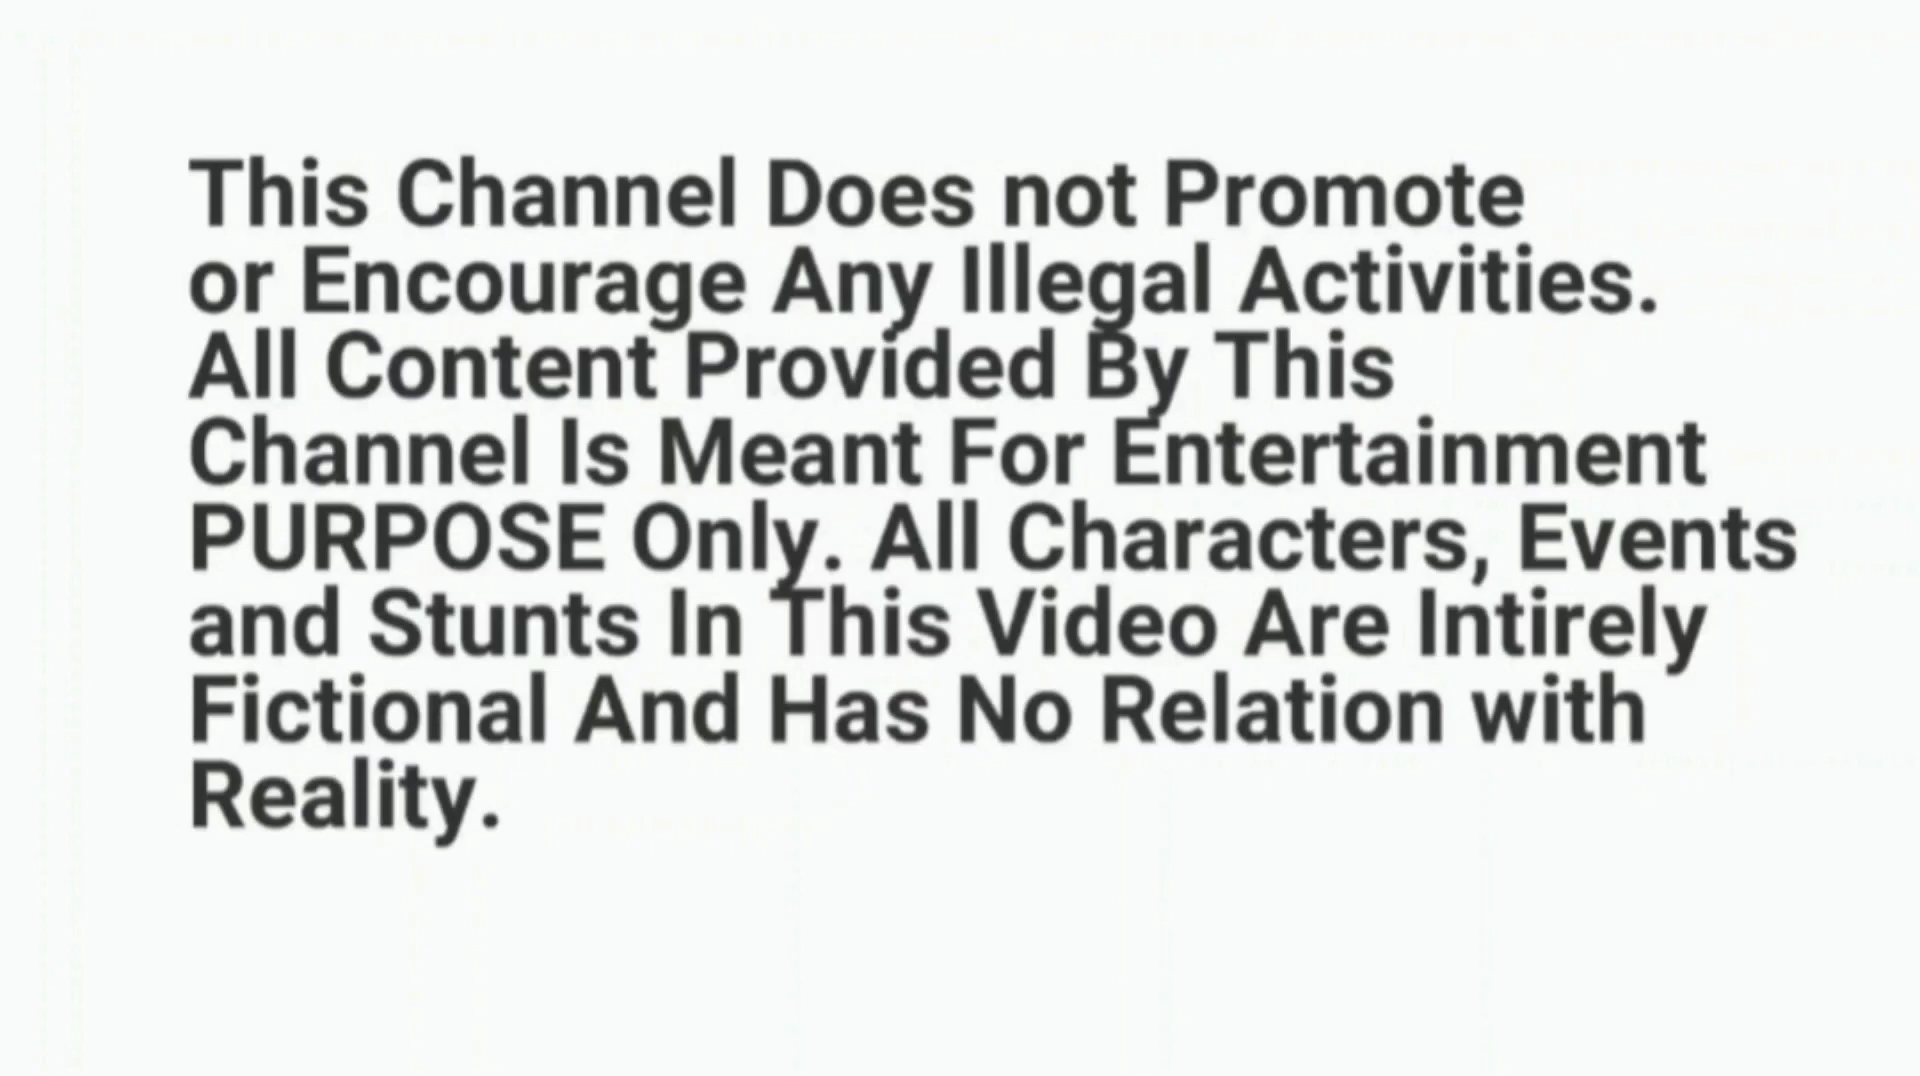 This Channel Does not Promote
or Encourage Any Illegal Activities.
All Content Provided By This
Channel Is Meant For Entertainment
PURPOSE Only. All Characters, Events
and Stunts In This Video Are Intirely
Fictional And Has No Relation with
Reality.